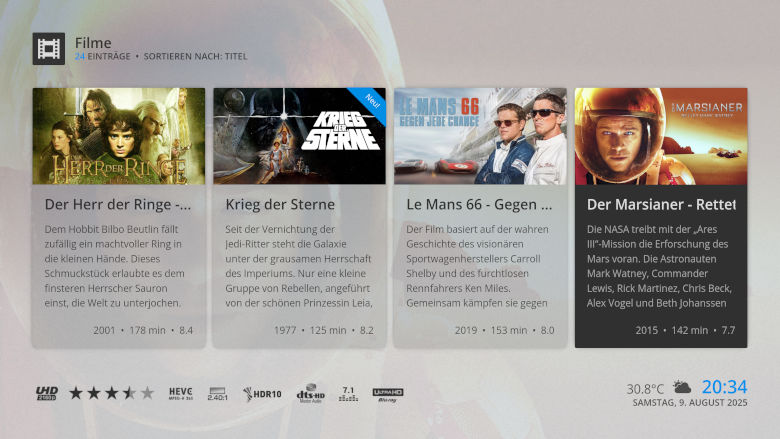 Filme
24 EINTRÄGE • SORTIEREN NACH: TITEL
HERR DER RINGE
KRIEG
DER
STERNE
Neu!
LE MANS 66
GEGEN JEDE CHANCE
MARSIANER
Der Herr der Ringe -...
Dem Hobbit Bilbo Beutlin fällt
zufällig ein machtvoller Ring in
die kleinen Hände. Dieses
Schmuckstück erlaubte es dem
finsteren Herrscher Sauron
einst, die Welt zu unterjochen.
2001 • 178 min • 8.4
Krieg der Sterne
Seit der Vernichtung der
Jedi-Ritter steht die Galaxie
unter der grausamen Herrschaft
des Imperiums. Nur eine kleine
Gruppe von Rebellen, angeführt
von der schönen Prinzessin Leia,
1977 • 125 min • 8.2
Le Mans 66 - Gegen ...
Der Film basiert auf der wahren
Geschichte des visionären
Sportwagenherstellers Carroll
Shelby und des furchtlosen
Rennfahrers Ken Miles.
Gemeinsam kämpfen sie gegen
2019 • 153 min • 8.0
Der Marsianer - Rettet
Die NASA treibt mit der „Ares
III“-Mission die Erforschung des
Mars voran. Die Astronauten
Mark Watney, Commander
Lewis, Rick Martinez, Chris Beck,
Alex Vogel und Beth Johanssen
2015 • 142 min • 7.7
UHD
2160p
HEVC
MPEG-H 265
2.40:1
HDR10
dts-HD
Master Audio
7.1
ULTRA HD
Blu-ray
30.8°C
20:34
SAMSTAG, 9. AUGUST 2025